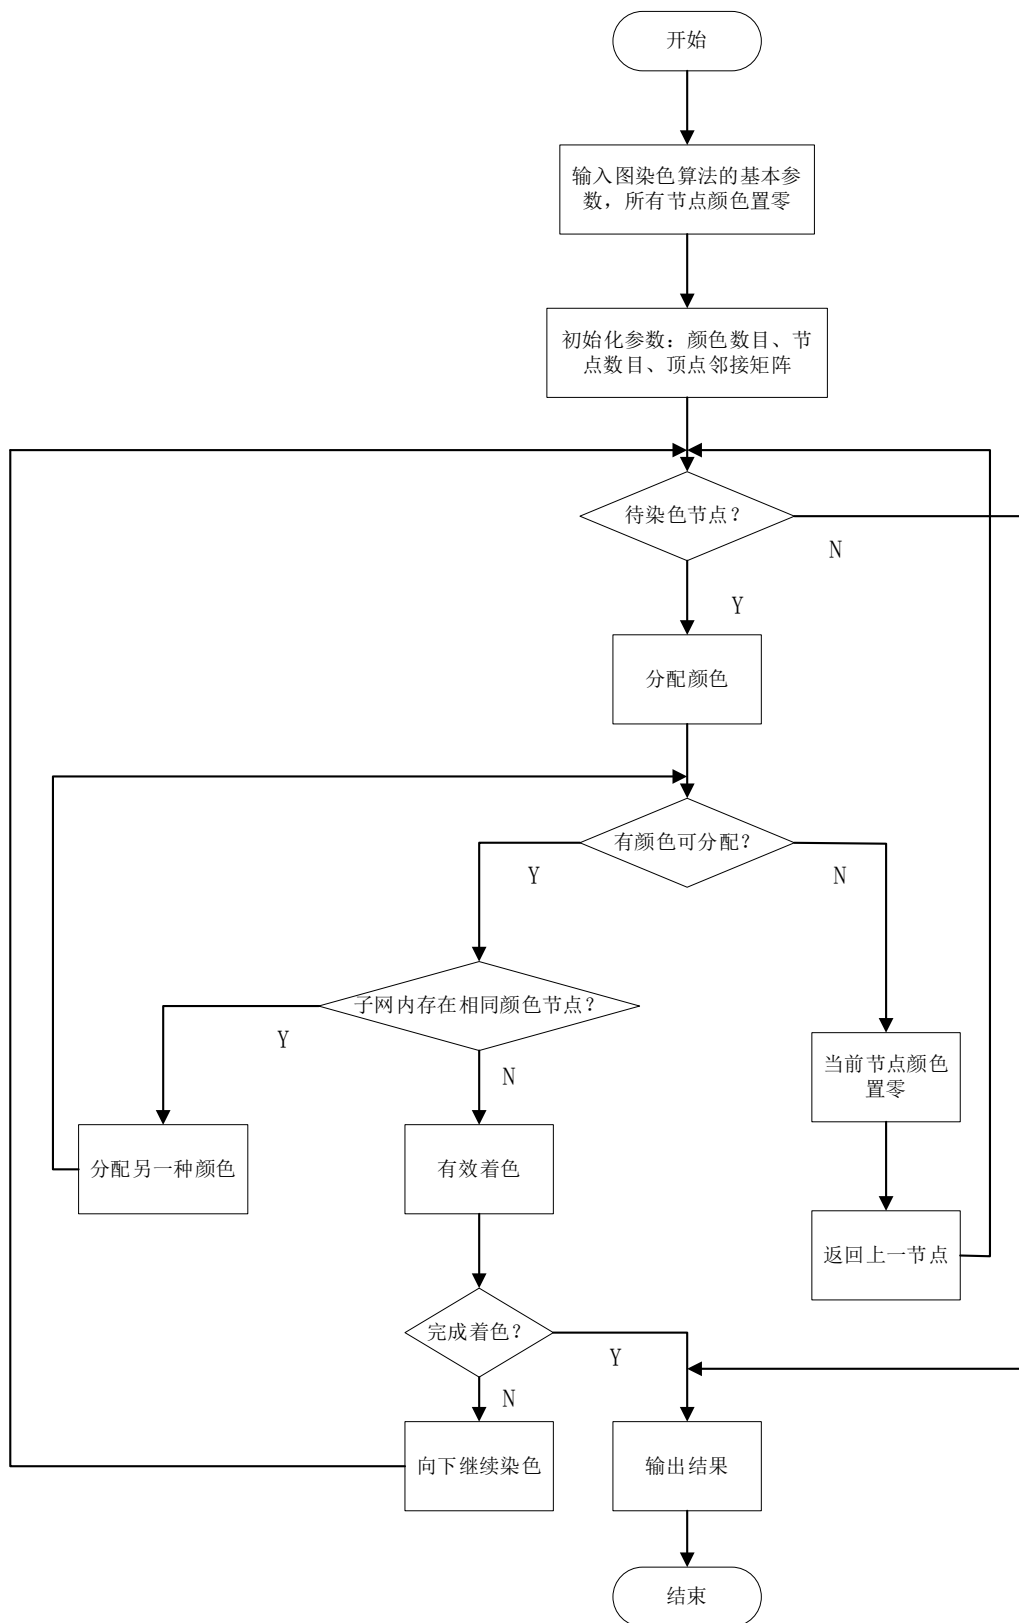 开始
输入图染色算法的基本参
数，所有节点颜色置零
初始化参数：颜色数目、节
点数目、顶点邻接矩阵
待染色节点？
N
Y
分配颜色
有颜色可分配？
Y
N
子网内存在相同颜色节点？
Y
N
当前节点颜色
置零
分配另一种颜色
有效着色
返回上一节点
完成着色？
Y
N
向下继续染色
输出结果
结束